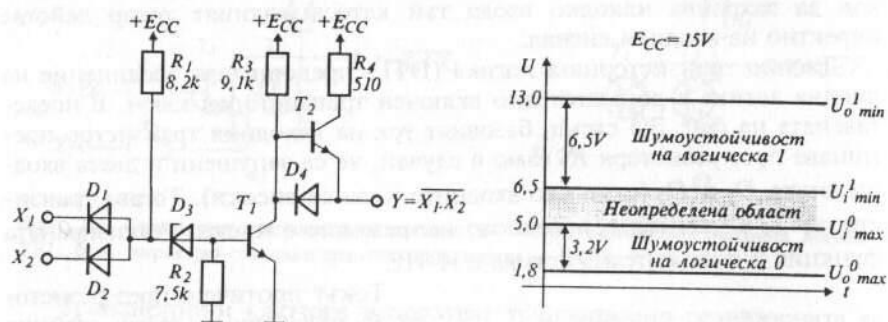 +E_CC
+E_CC
+E_CC
R_1
8,2k
R_3
9,1k
R_4
510
T_2
D_1
D_4
X_1
D_3
T_1
Y=\overline{X_1.X_2}
X_2
D_2
R_2
7,5k
E_CC=15V
U
13,0
U_o^1 min
6,5V
Шумоустойчивост
на логическа 1
6,5
U_i^1 min
Неопределена област
5,0
U_i^0 max
3,2V
Шумоустойчивост
на логическа 0
1,8
U_o^0 max
t